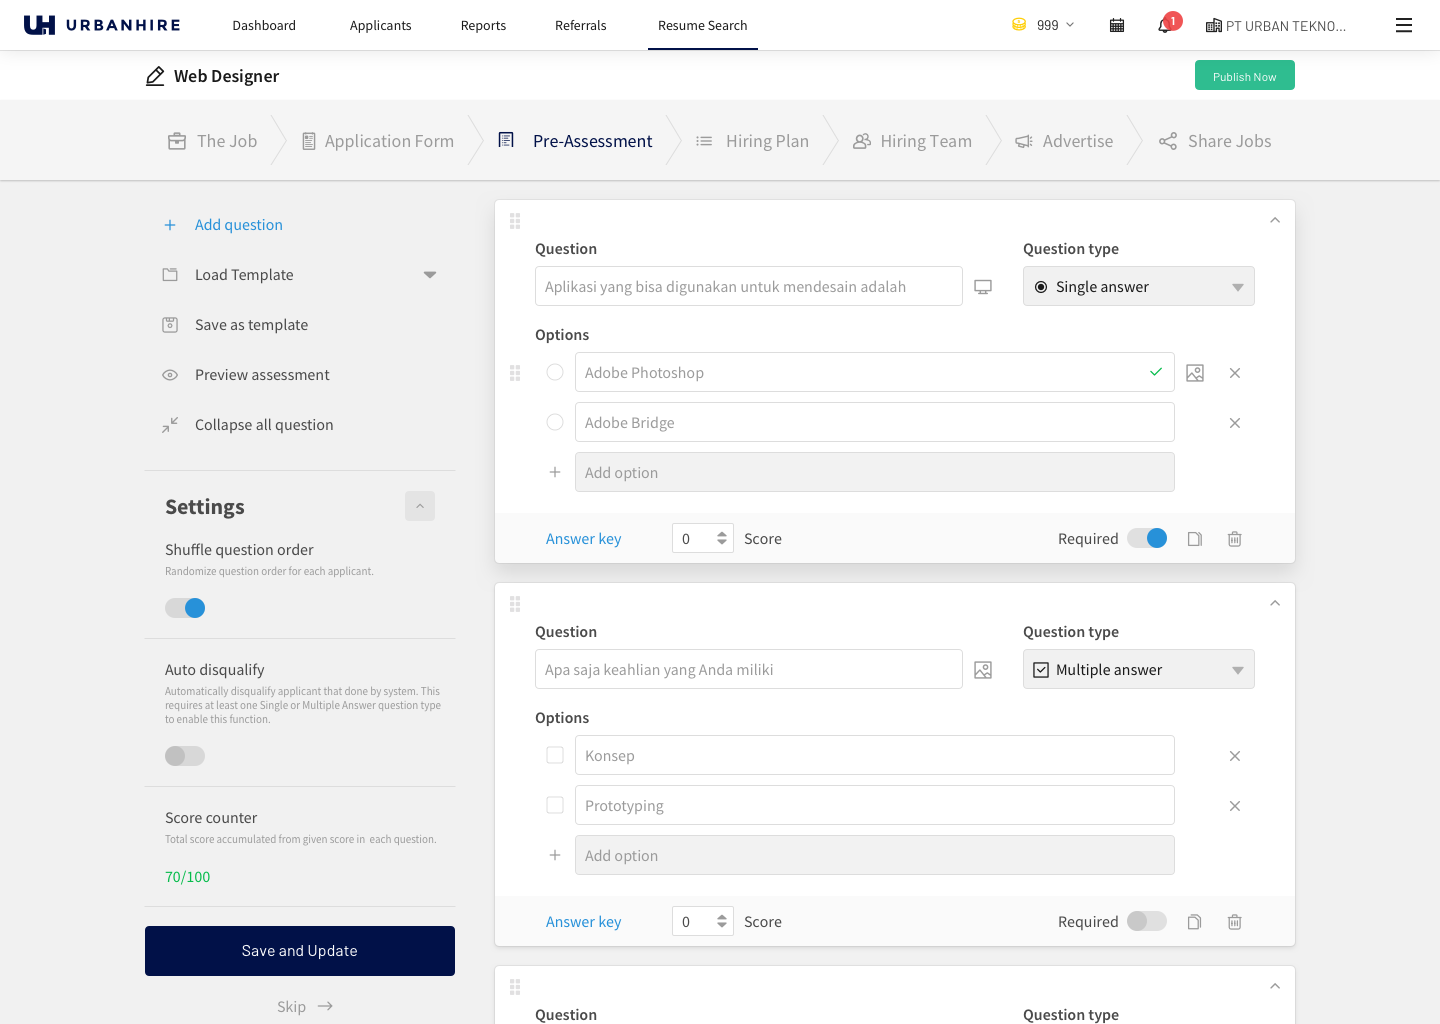 URBANHIRE
Dashboard
Applicants
Reports
Referrals
Resume Search
999
1
PT URBAN TEKNO...
Web Designer
Publish Now
The Job
Application Form
Pre-Assessment
Hiring Plan
Hiring Team
Advertise
Share Jobs
Add question
Load Template
Save as template
Preview assessment
Collapse all question
Settings
Shuffle question order
Randomize question order for each applicant.
Auto disqualify
Automatically disqualify applicant that done by system. This
requires at least one Single or Multiple Answer question type
to enable this function.
Score counter
Total score accumulated from given score in each question.
70/100
Save and Update
Skip
Question
Question type
Aplikasi yang bisa digunakan untuk mendesain adalah
Single answer
Options
Adobe Photoshop
Adobe Bridge
Add option
Answer key
0
Score
Required
Question
Question type
Apa saja keahlian yang Anda miliki
Multiple answer
Options
Konsep
Prototyping
Add option
Answer key
0
Score
Required
Question
Question type